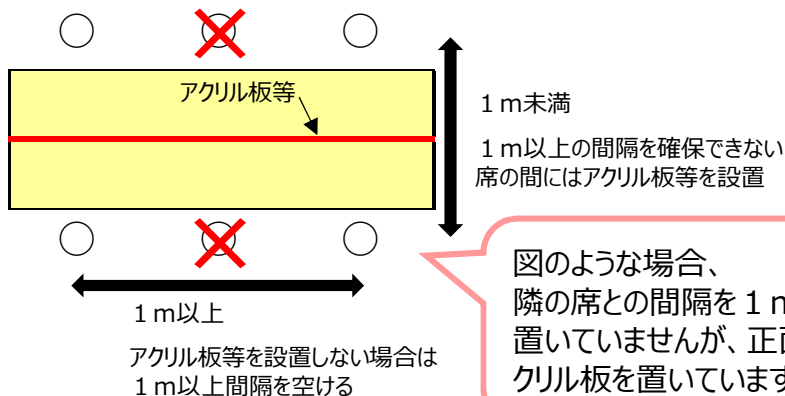 アクリル板等
１ｍ未満
１ｍ以上の間隔を確保できない
席の間にはアクリル板等を設置
１ｍ以上
アクリル板等を設置しない場合は
１ｍ以上間隔を空ける
図のような場合、
隣の席との間隔を１
置いていませんが、正
クリル板を置いています